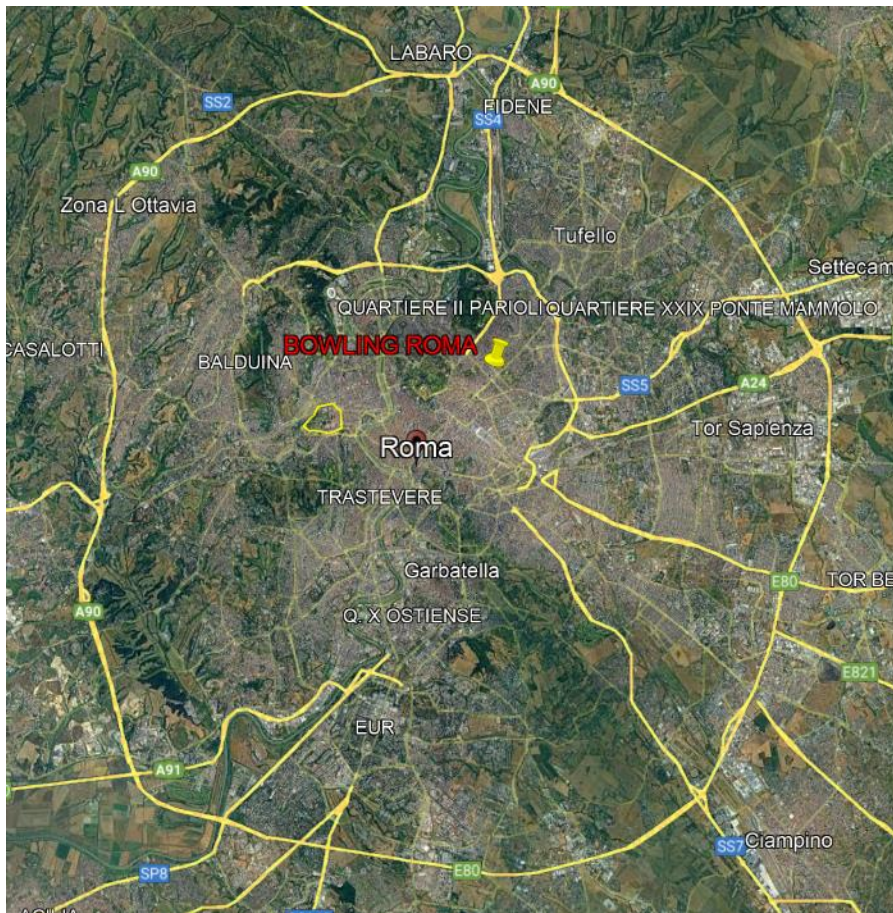 LABARO
A90
SS2
FIDENE
SS4
A90
Zona L Ottavia
Tufello
Settecam
QUARTIERE II PARIOLI
QUARTIERE XXIX PONTE MAMMOLO
BOWLING ROMA
CASALOTTI
BALDUINA
SS5
A24
Tor Sapienza
Roma
TRASTEVERE
Garbatella
E80
TOR BE
A90
Q. X OSTIENSE
E821
EUR
A91
Ciampino
SS7
SP8
E80